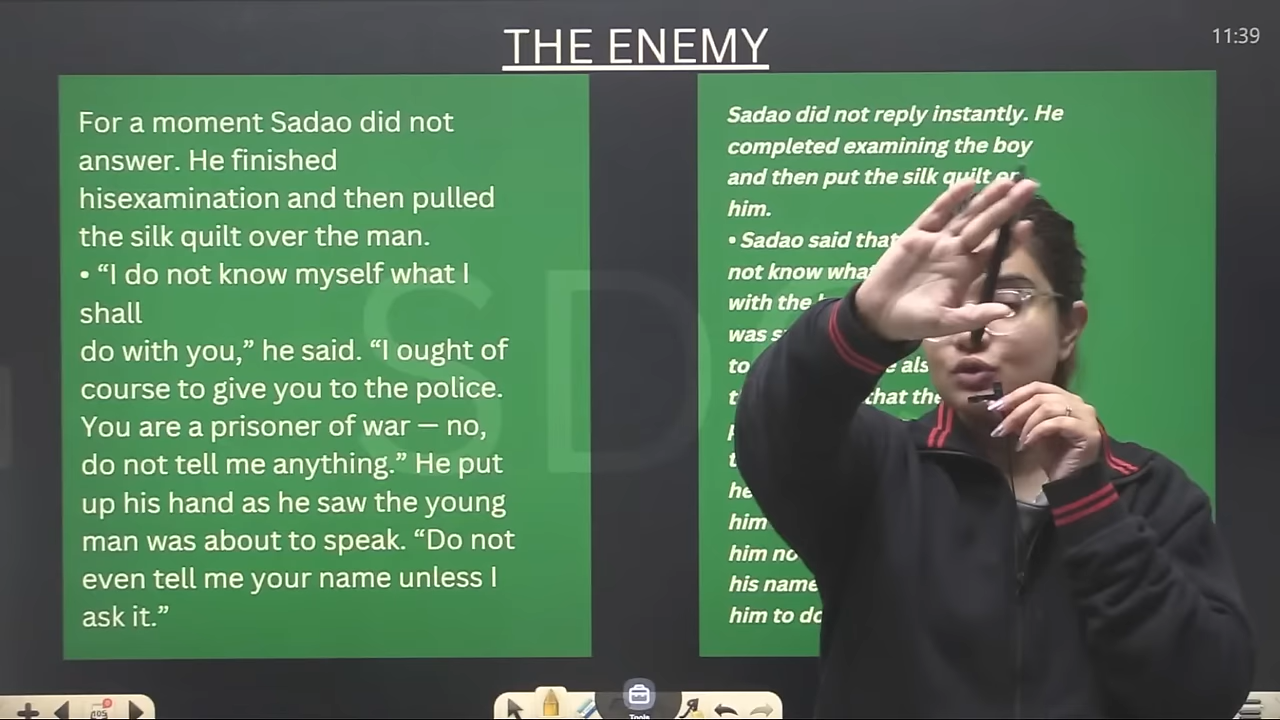 THE ENEMY
11:39
For a moment Sadao did not
answer. He finished
hisexamination and then pulled
the silk quilt over the man.
• “I do not know myself what I
shall
do with you,” he said. “I ought of
course to give you to the police.
You are a prisoner of war — no,
do not tell me anything.” He put
up his hand as he saw the young
man was about to speak. “Do not
even tell me your name unless I
ask it.”
Sadao did not reply instantly. He
completed examining the boy
and then put the silk quilt
him.
• Sadao said that
not know what
with the
was
to
that the
he
him
him no
his name
him to do
SD
105
Tools